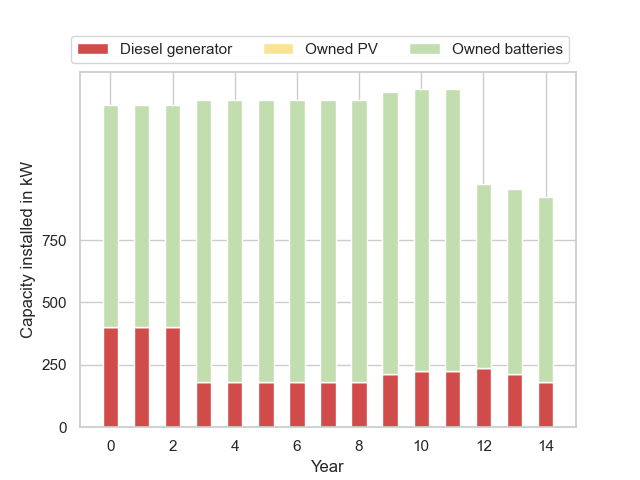 Diesel generator Owned PV Owned batteries
Capacity installed in kW
750
500
250
0
0 2 4 6 8 10 12 14
Year